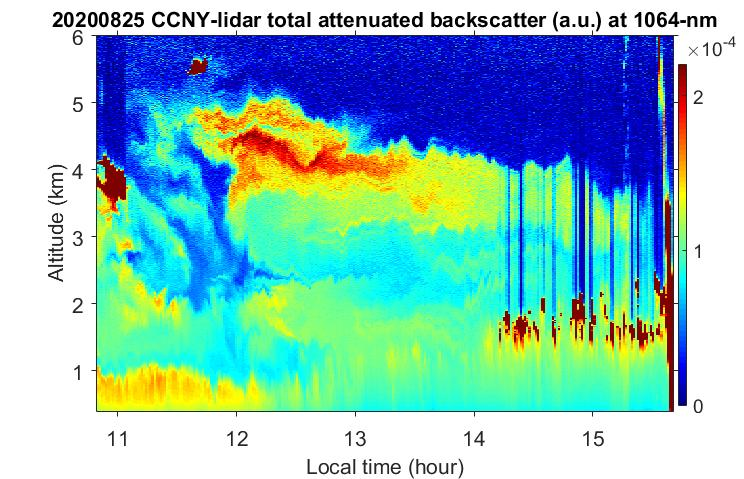 20200825 CCNY-lidar total attenuated backscatter (a.u.) at 1064-nm
×10⁻⁴
6
5
4
3
2
1
Altitude (km)
2
1
0
11 12 13 14 15
Local time (hour)